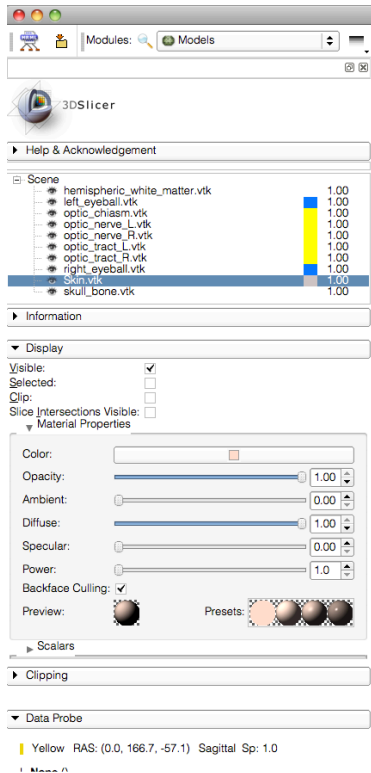 MRML
Modules: Models
3DSlicer
Help & Acknowledgement
Scene
hemispheric_white_matter.vtk 1.00
left_eyeball.vtk 1.00
optic_chiasm.vtk 1.00
optic_nerve_L.vtk 1.00
optic_nerve_R.vtk 1.00
optic_tract_L.vtk 1.00
optic_tract_R.vtk 1.00
right_eyeball.vtk 1.00
Skin.vtk 1.00
skull_bone.vtk 1.00
Information
Display
Visible:
Selected:
Clip:
Slice Intersections Visible:
Material Properties
Color:
Opacity: 1.00
Ambient: 0.00
Diffuse: 1.00
Specular: 0.00
Power: 1.0
Backface Culling:
Preview: Presets:
Scalars
Clipping
Data Probe
Yellow RAS: (0.0, 166.7, -57.1) Sagittal Sp: 1.0
L None ()